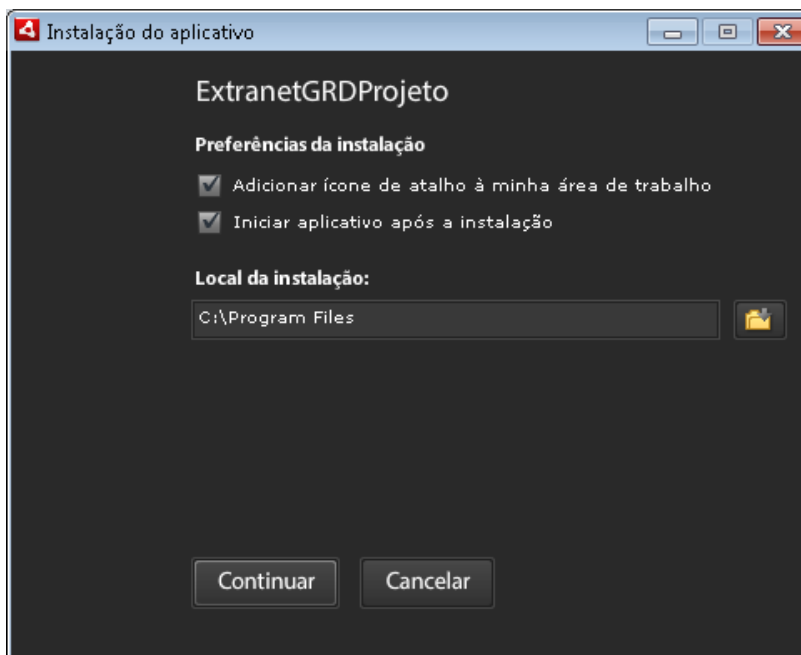 Instalação do aplicativo
ExtranetGRDProjeto
Preferências da instalação
Adicionar ícone de atalho à minha área de trabalho
Iniciar aplicativo após a instalação
Local da instalação:
C:\Program Files
Continuar
Cancelar